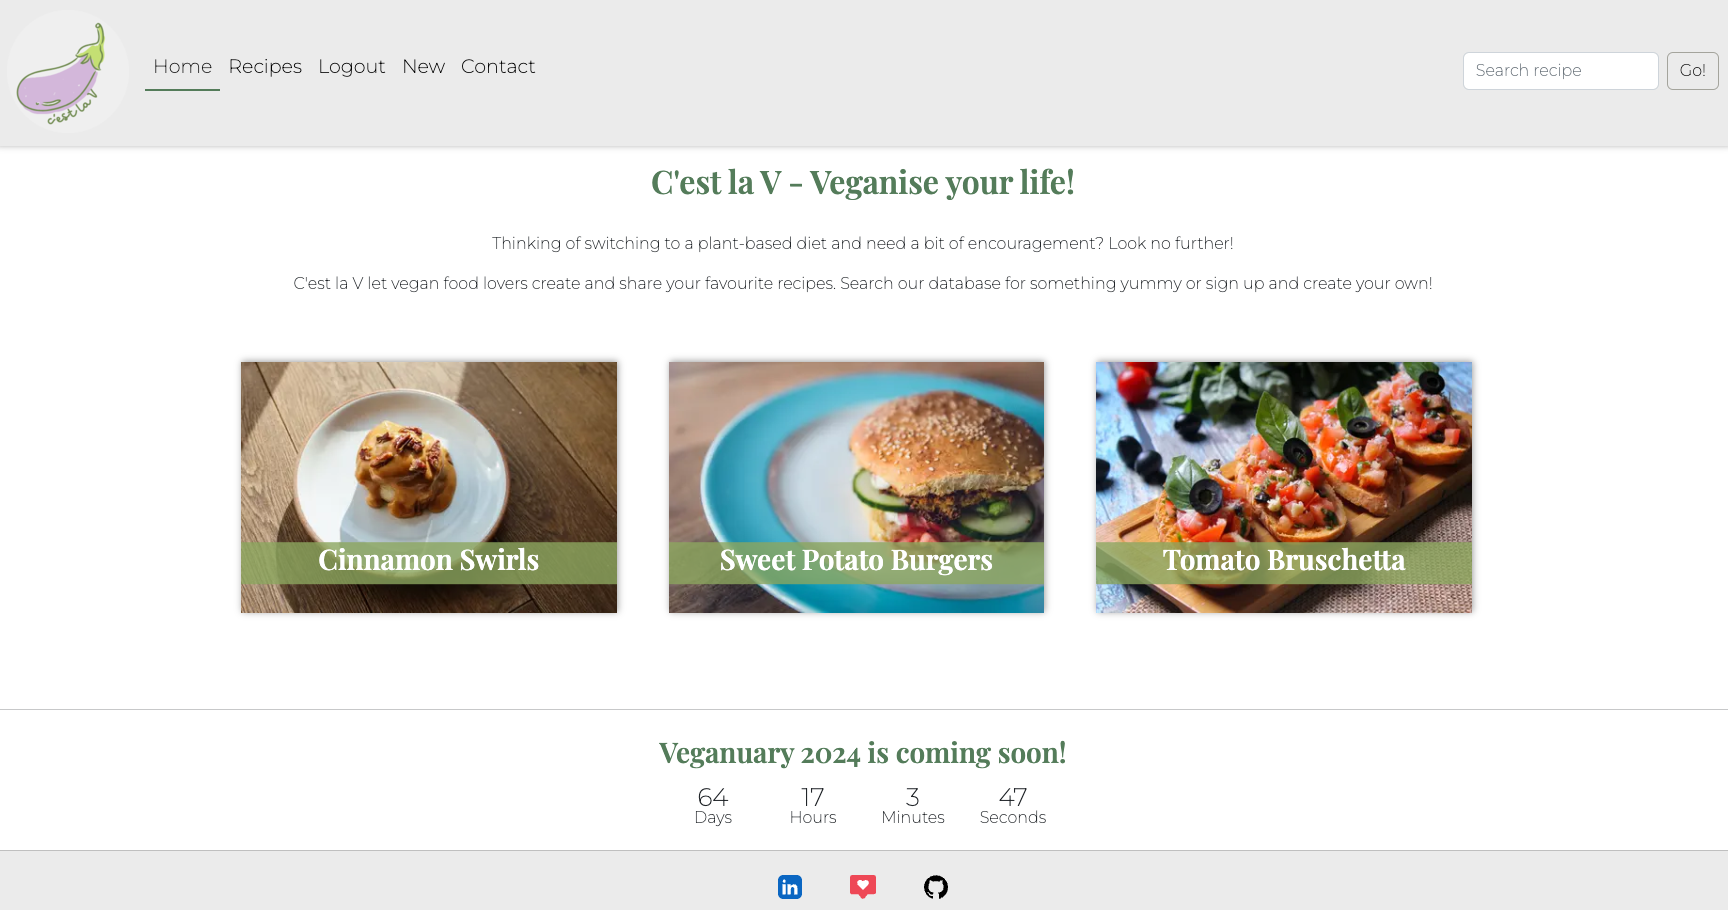 c'est la V
Home Recipes Logout New Contact
Search recipe Go!
C'est la V - Veganise your life!
Thinking of switching to a plant-based diet and need a bit of encouragement? Look no further!
C'est la V let vegan food lovers create and share your favourite recipes. Search our database for something yummy or sign up and create your own!
Cinnamon Swirls
Sweet Potato Burgers
Tomato Bruschetta
Veganuary 2024 is coming soon!
64 17 3 47
Days Hours Minutes Seconds
in